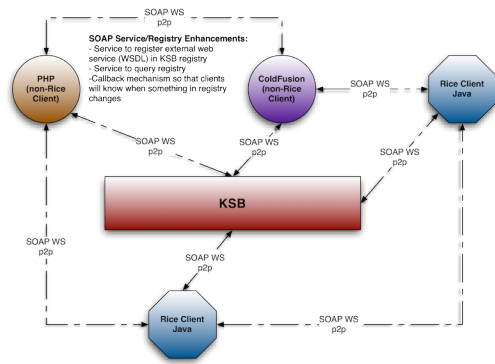 SOAP WS
p2p
SOAP Service/Registry Enhancements:
- Service to register external web
service (WSDL) in KSB registry
- Service to query registry
-Callback mechanism so that clients
will know when something in registry
changes
PHP
(non-Rice
Client)
ColdFusion
(non-Rice
Client)
SOAP WS
p2p
Rice Client
Java
SOAP WS
p2p
SOAP WS
p2p
SOAP WS
p2p
KSB
SOAP WS
p2p
SOAP WS
p2p
Rice Client
Java
SOAP WS
p2p